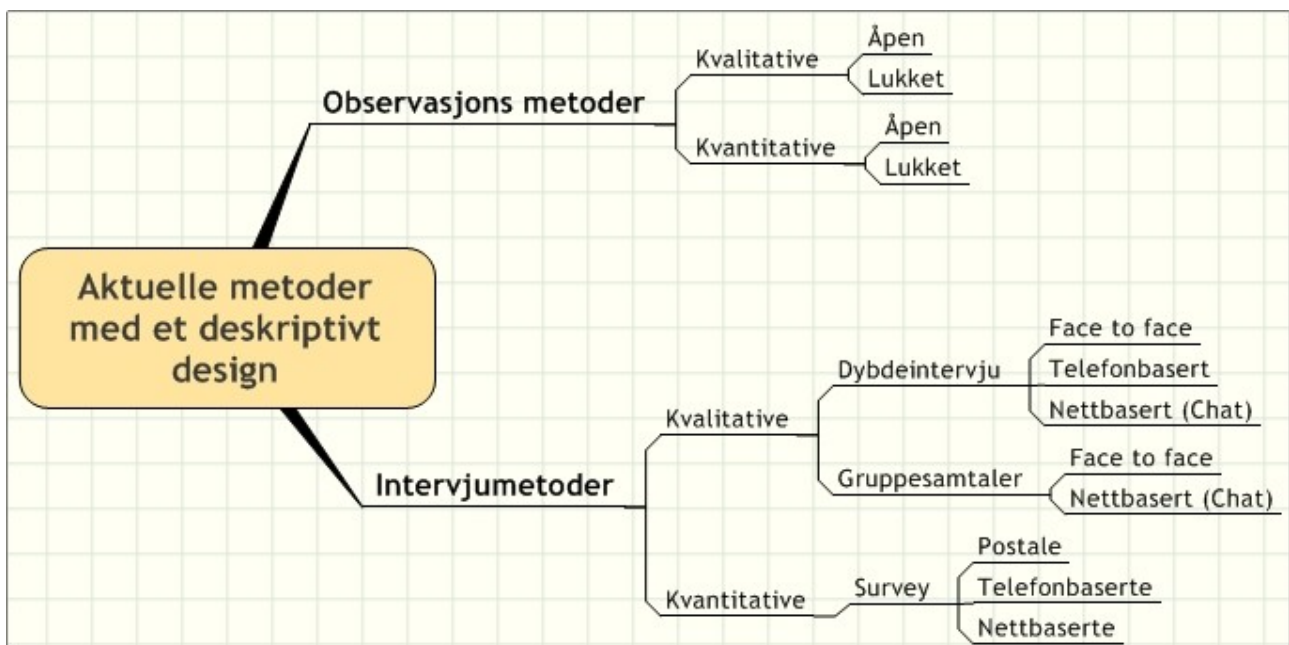 Åpen
Kvalitative
Lukket
Observasjons metoder
Åpen
Kvantitative
Lukket
Aktuelle metoder
med et deskriptivt
design
Face to face
Dybdeintervju
Telefonbasert
Nettbasert (Chat)
Kvalitative
Face to face
Gruppesamtaler
Nettbasert (Chat)
Intervjumetoder
Postale
Survey
Telefonbaserte
Kvantitative
Nettbaserte